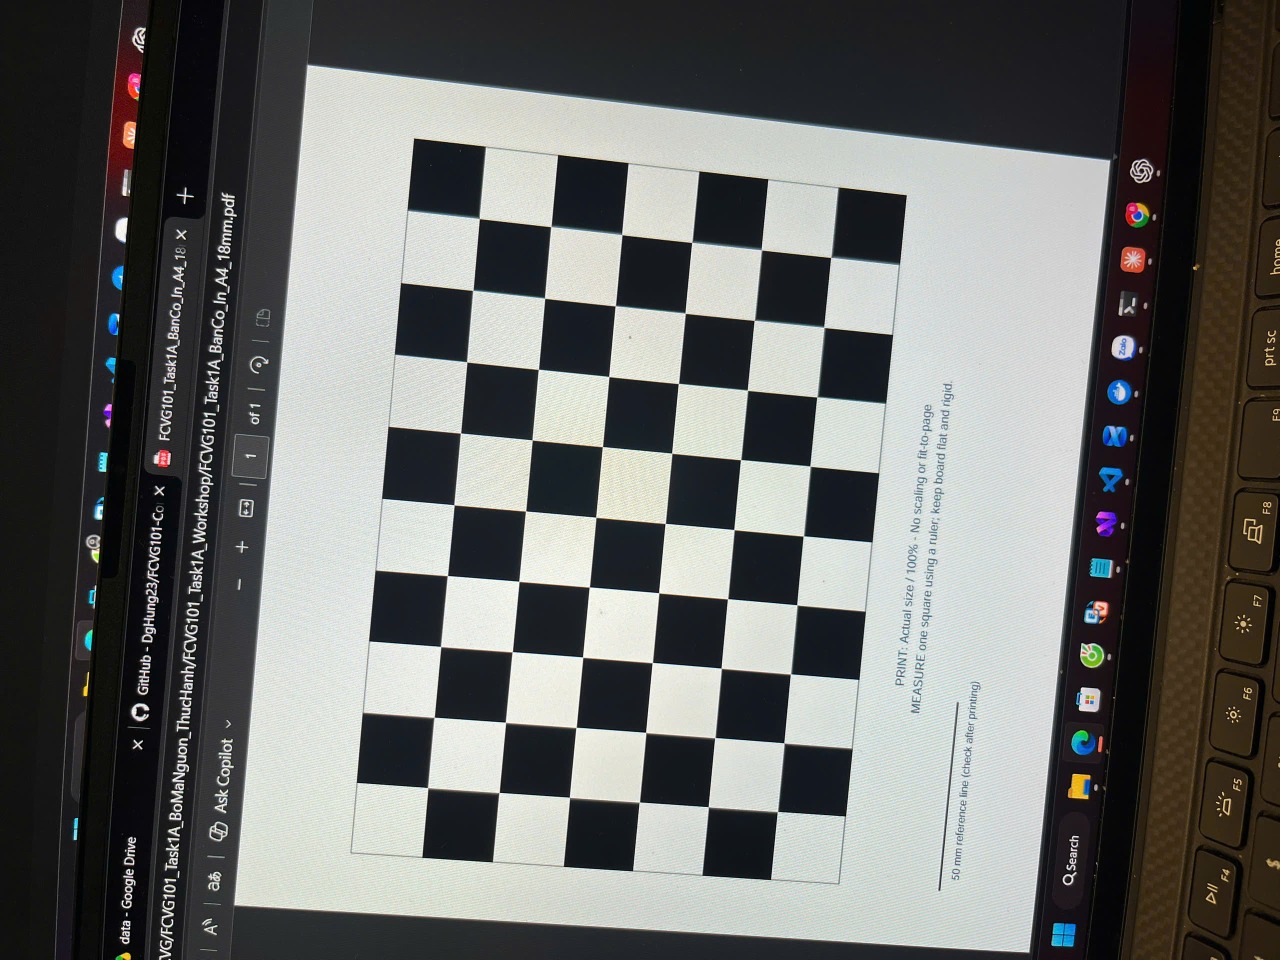 data - Google Drive
GitHub - DgHung23/FCVG101-Co
FCVG101_Task1A_BanCo_In_A4_18
VG/FCVG101_Task1A_BoMaNguon_ThucHanh/FCVG101_Task1A_Workshop/FCVG101_Task1A_BanCo_In_A4_18mm.pdf
aあ
Ask Copilot
1
of 1
PRINT: Actual size / 100% - No scaling or fit-to-page
MEASURE one square using a ruler; keep board flat and rigid.
50 mm reference line (check after printing)
Search
Zalo
F4
F5
F6
F7
F8
F9
prt sc
home